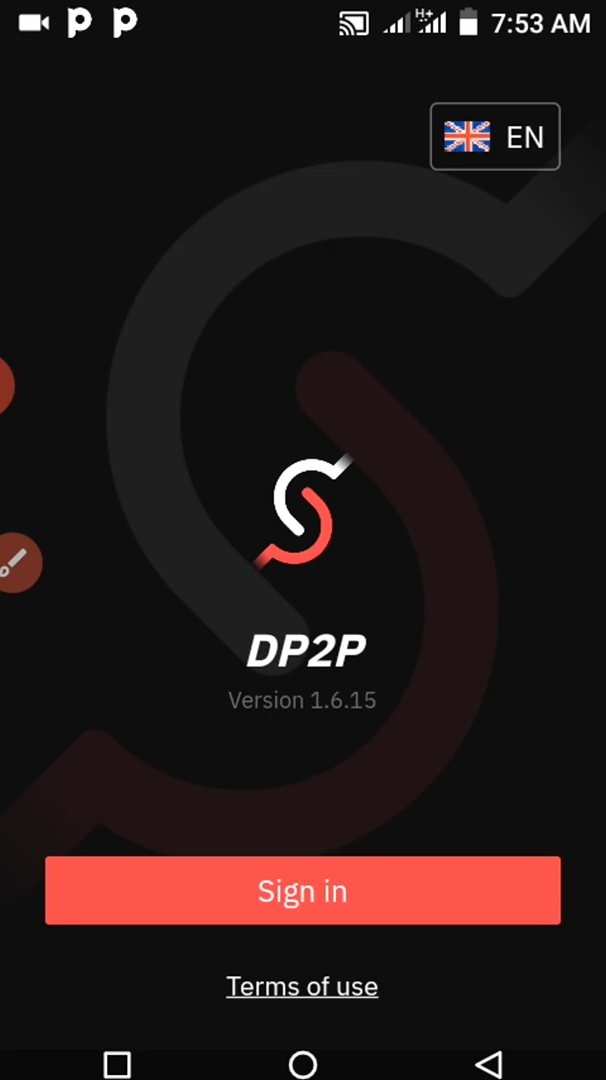 H+
7:53 AM
EN
DP2P
Version 1.6.15
Sign in
Terms of use